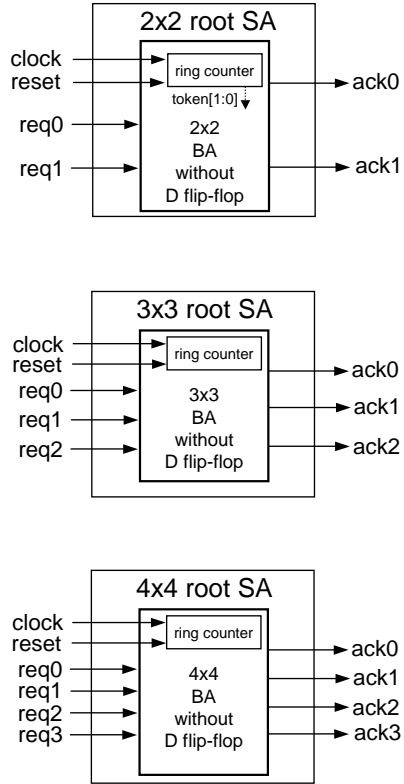 2x2 root SA
clock
reset
ring counter
token[1:0]
req0
req1
2x2
BA
without
D flip-flop
ack0
ack1
3x3 root SA
clock
reset
ring counter
req0
req1
req2
3x3
BA
without
D flip-flop
ack0
ack1
ack2
4x4 root SA
clock
reset
ring counter
req0
req1
req2
req3
4x4
BA
without
D flip-flop
ack0
ack1
ack2
ack3